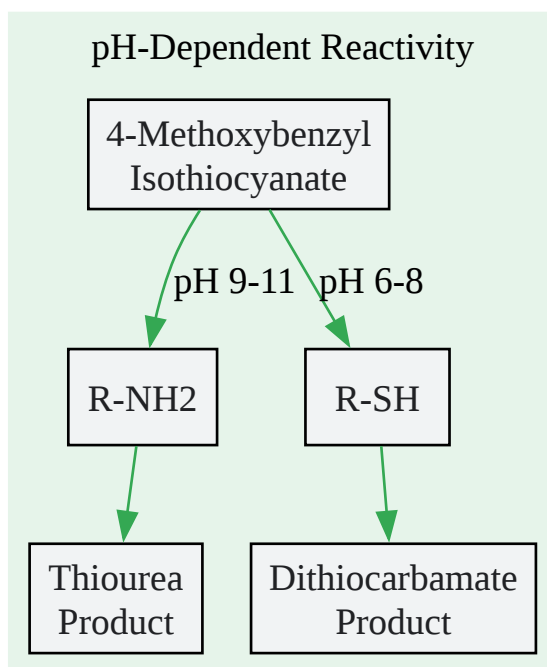 pH-Dependent Reactivity
4-Methoxybenzyl
Isothiocyanate
pH 9-11
pH 6-8
R-NH2
R-SH
Thiourea
Product
Dithiocarbamate
Product